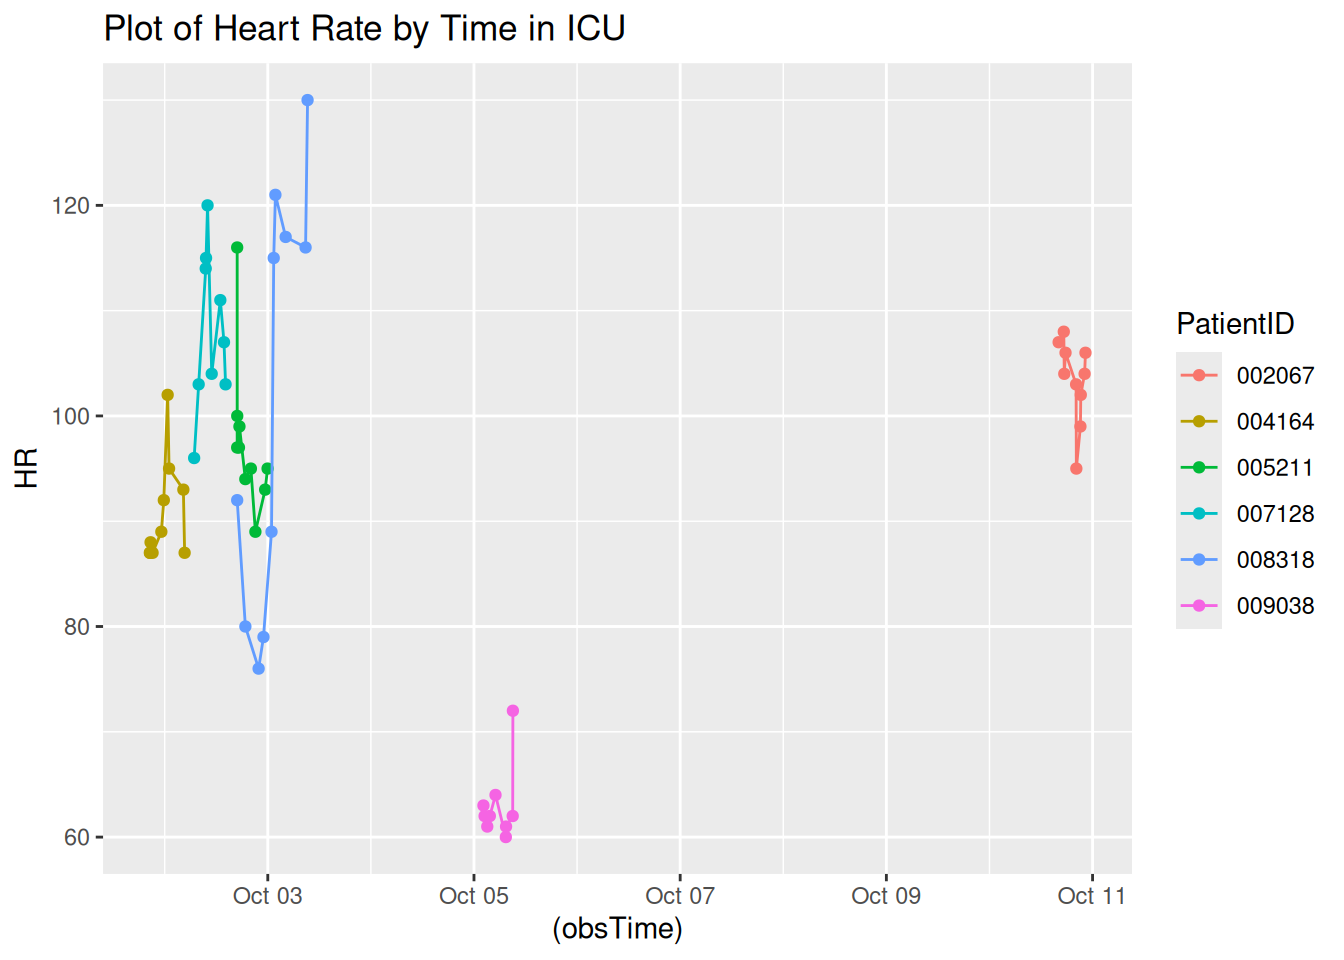 Plot of Heart Rate by Time in ICU
HR
120
100
80
60
Oct 03
Oct 05
Oct 07
Oct 09
Oct 11
(obsTime)
PatientID
002067
004164
005211
007128
008318
009038